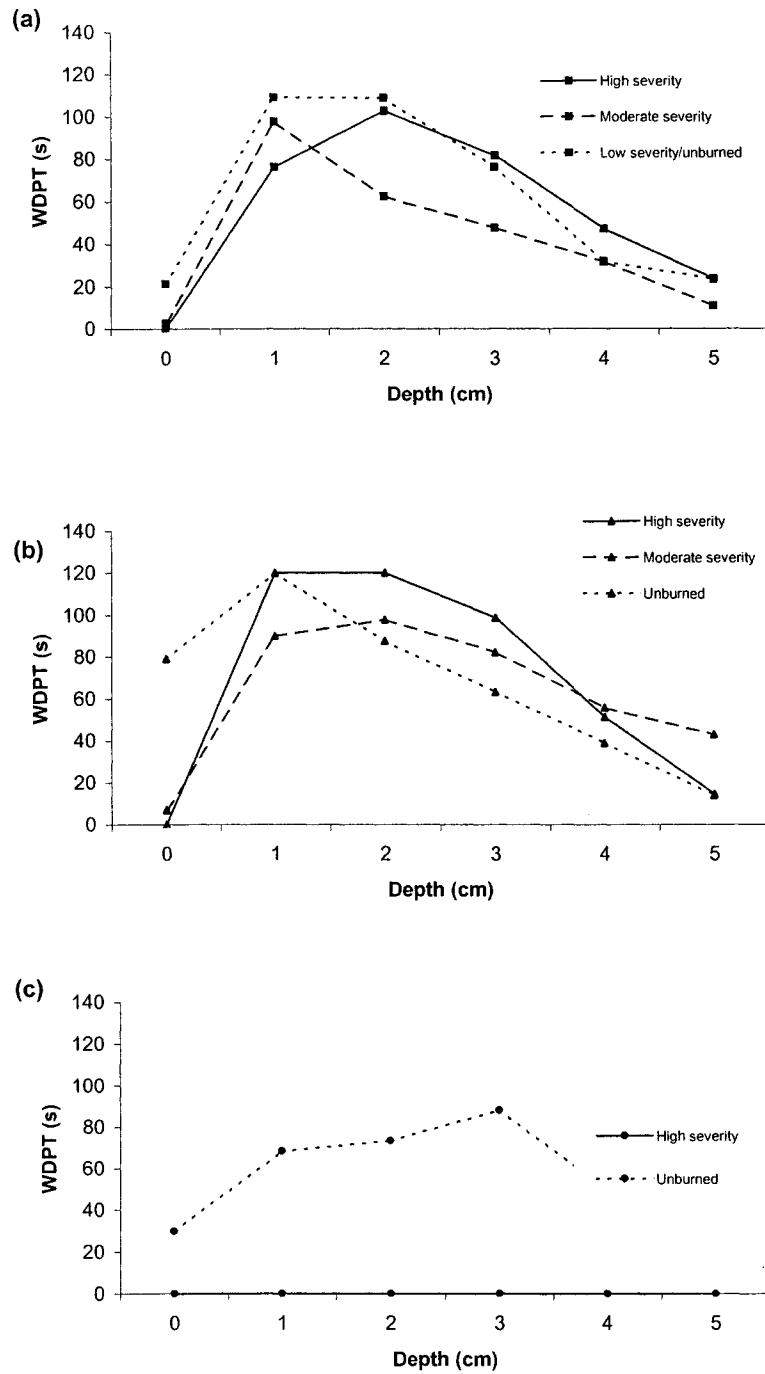 (a)
140
120
100
80
60
40
20
0
WDPT (s)
High severity
Moderate severity
Low severity/unburned
0 1 2 3 4 5
Depth (cm)
(b)
140
120
100
80
60
40
20
0
WDPT (s)
High severity
Moderate severity
Unburned
0 1 2 3 4 5
Depth (cm)
(c)
140
120
100
80
60
40
20
0
WDPT (s)
High severity
Unburned
0 1 2 3 4 5
Depth (cm)